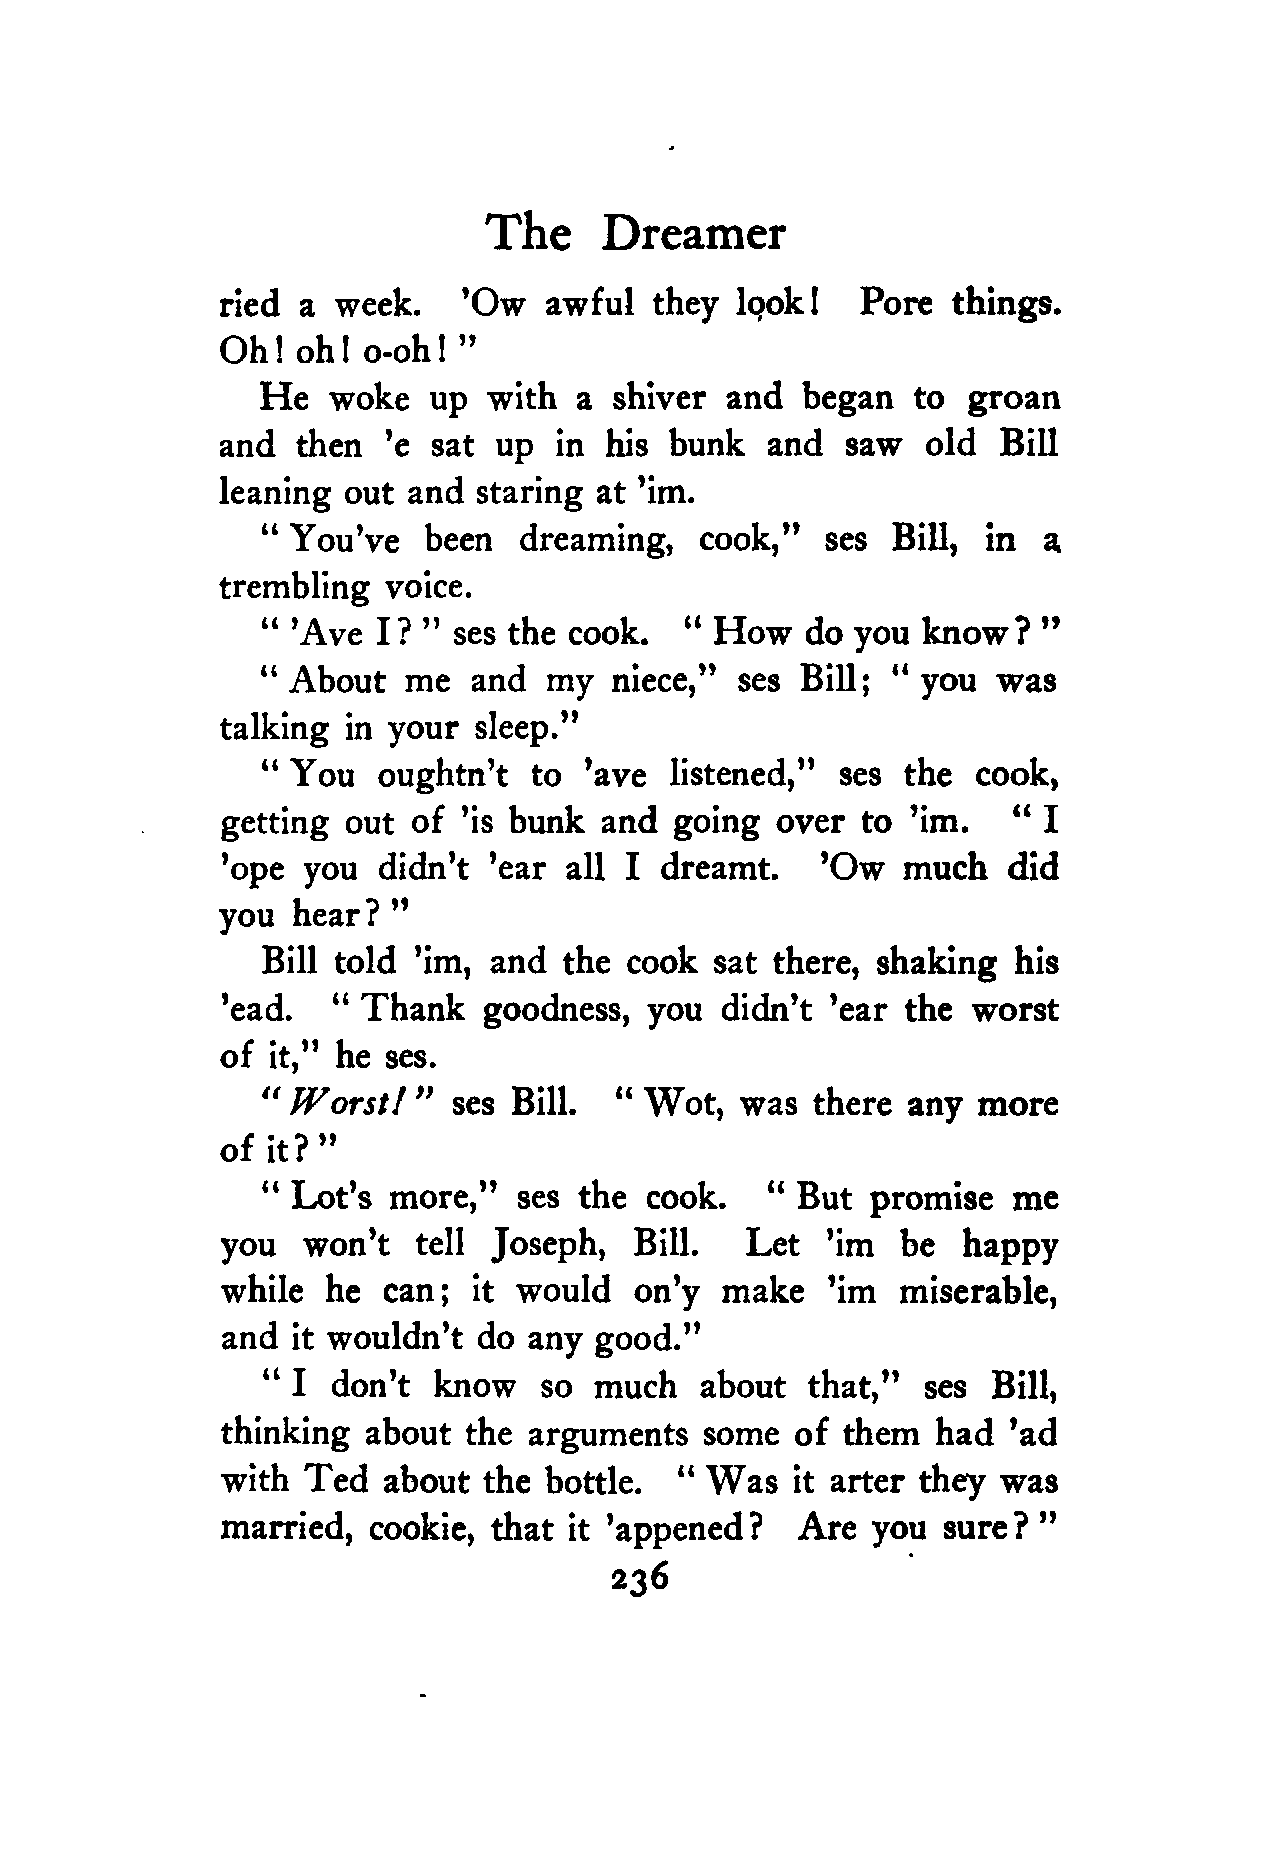 The Dreamer
ried a week. 'Ow awful they look! Pore things.
Oh! oh! o-oh!"
He woke up with a shiver and began to groan
and then 'e sat up in his bunk and saw old Bill
leaning out and staring at 'im.
"You've been dreaming, cook," ses Bill, in a
trembling voice.
"'Ave I?" ses the cook. "How do you know?"
"About me and my niece," ses Bill; "you was
talking in your sleep."
"You oughtn't to 'ave listened," ses the cook,
getting out of 'is bunk and going over to 'im. "I
'ope you didn't 'ear all I dreamt. 'Ow much did
you hear?"
Bill told 'im, and the cook sat there, shaking his
'ead. "Thank goodness, you didn't 'ear the worst
of it," he ses.
"Worst!" ses Bill. "Wot, was there any more
of it?"
"Lot's more," ses the cook. "But promise me
you won't tell Joseph, Bill. Let 'im be happy
while he can; it would on'y make 'im miserable,
and it wouldn't do any good."
"I don't know so much about that," ses Bill,
thinking about the arguments some of them had 'ad
with Ted about the bottle. "Was it arter they was
married, cookie, that it 'appened? Are you sure?"
236